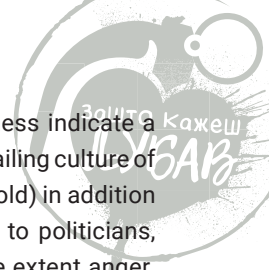 Зошто кажеш
ЉУБАВ
ess indicate a
ailing culture of
old) in addition
to politicians,
e extent anger